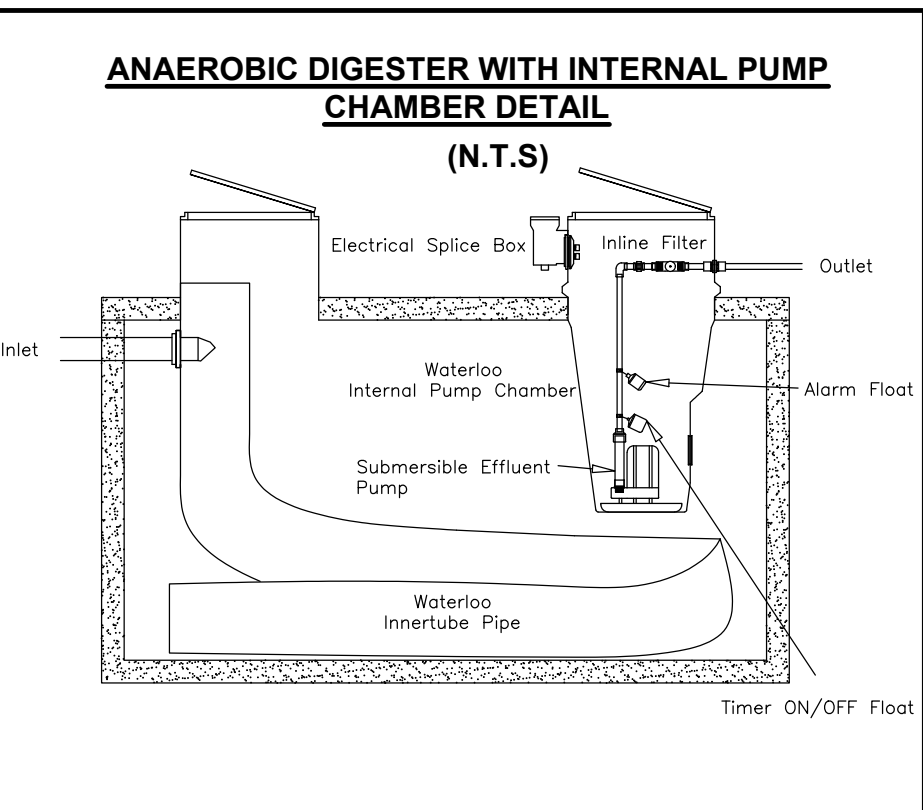 ANAEROBIC DIGESTER WITH INTERNAL PUMP
CHAMBER DETAIL
(N.T.S)
Electrical Splice Box
Inline Filter
Outlet
Inlet
Waterloo
Internal Pump Chamber
Alarm Float
Submersible Effluent
Pump
Waterloo
Innertube Pipe
Timer ON/OFF Float